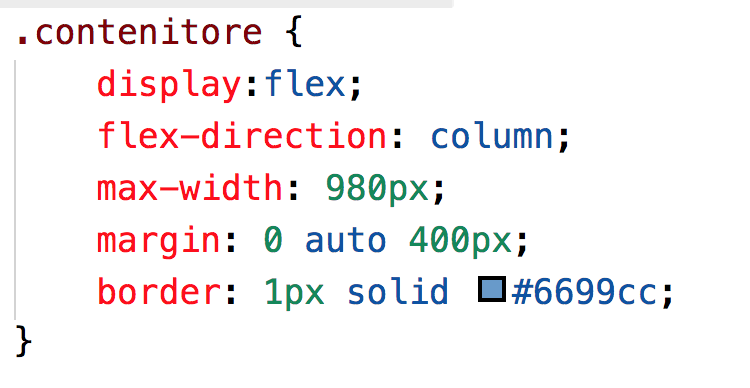 .contenitore {
display:flex;
flex-direction: column;
max-width: 980px;
margin: 0 auto 400px;
border: 1px solid #6699cc;
}